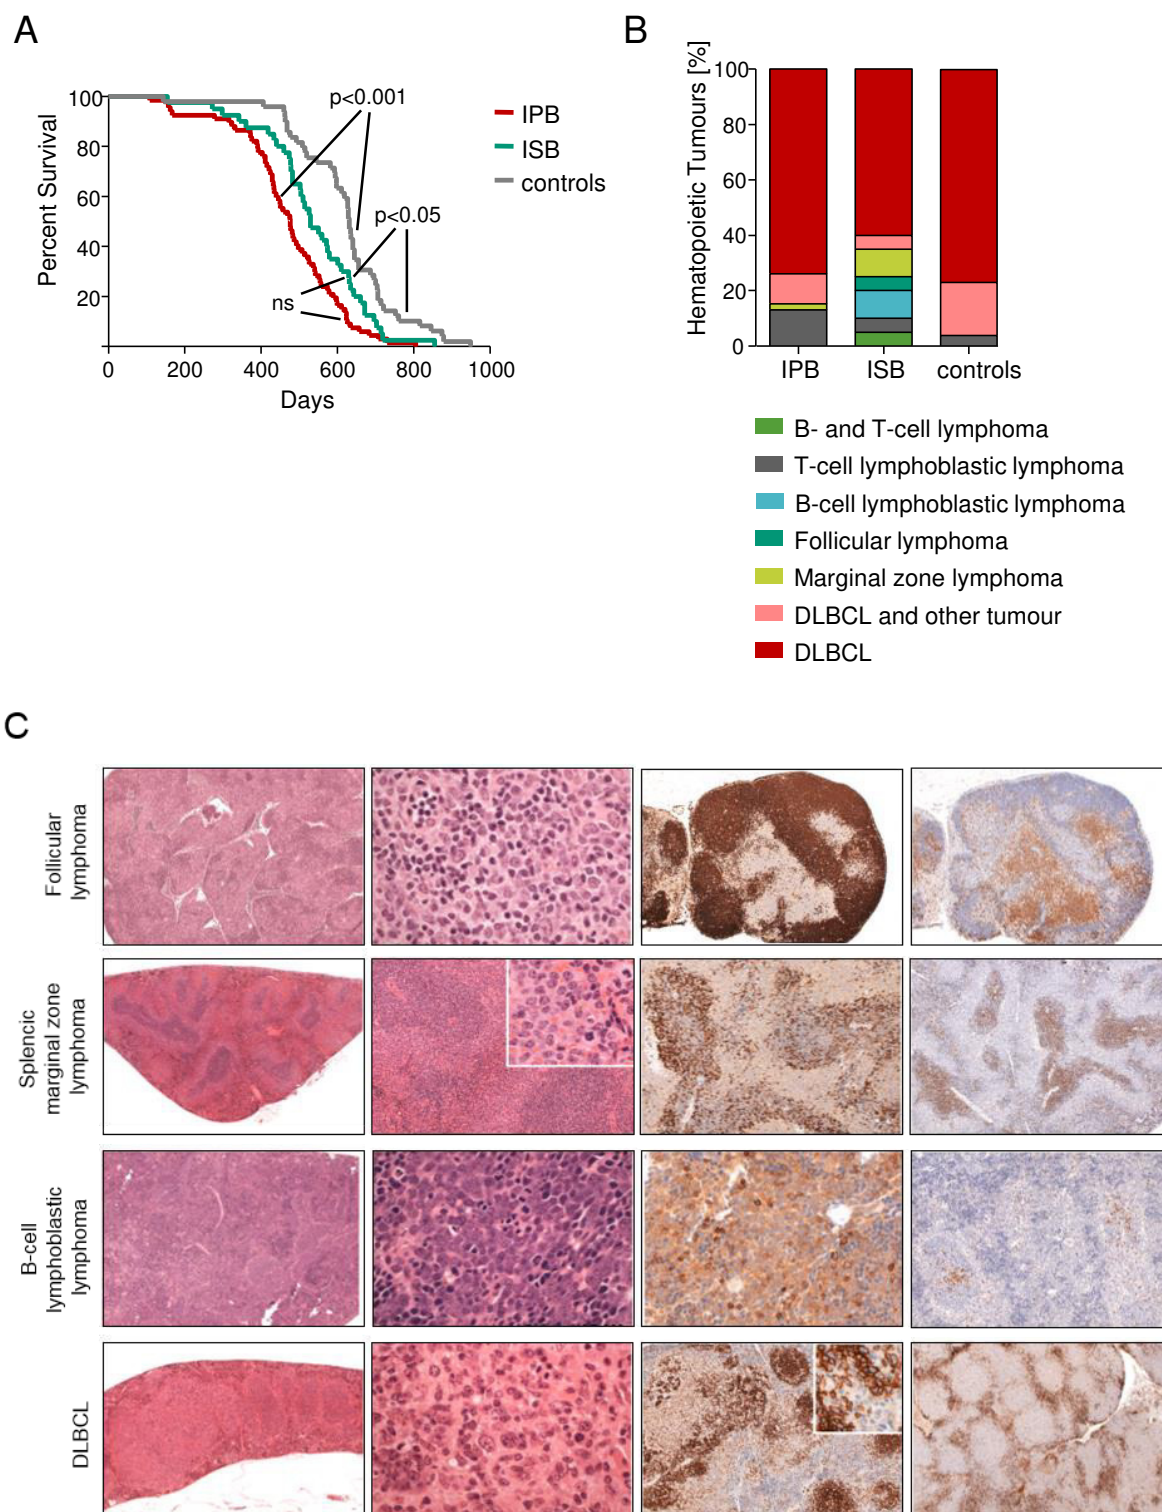 A
B
Percent Survival
100
80
60
40
20
0
200
400
600
800
1000
Days
p<0.001
p<0.05
ns
IPB
ISB
controls
Hematopoietic Tumours [%]
100
80
60
40
20
0
IPB
ISB
controls
B- and T-cell lymphoma
T-cell lymphoblastic lymphoma
B-cell lymphoblastic lymphoma
Follicular lymphoma
Marginal zone lymphoma
DLBCL and other tumour
DLBCL
C
Follicular
lymphoma
Splencic
marginal zone
lymphoma
B-cell
lymphoblastic
lymphoma
DLBCL